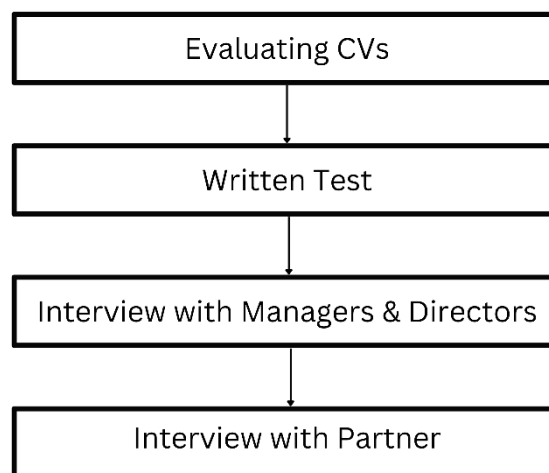 Evaluating CVs
Written Test
Interview with Managers & Directors
Interview with Partner